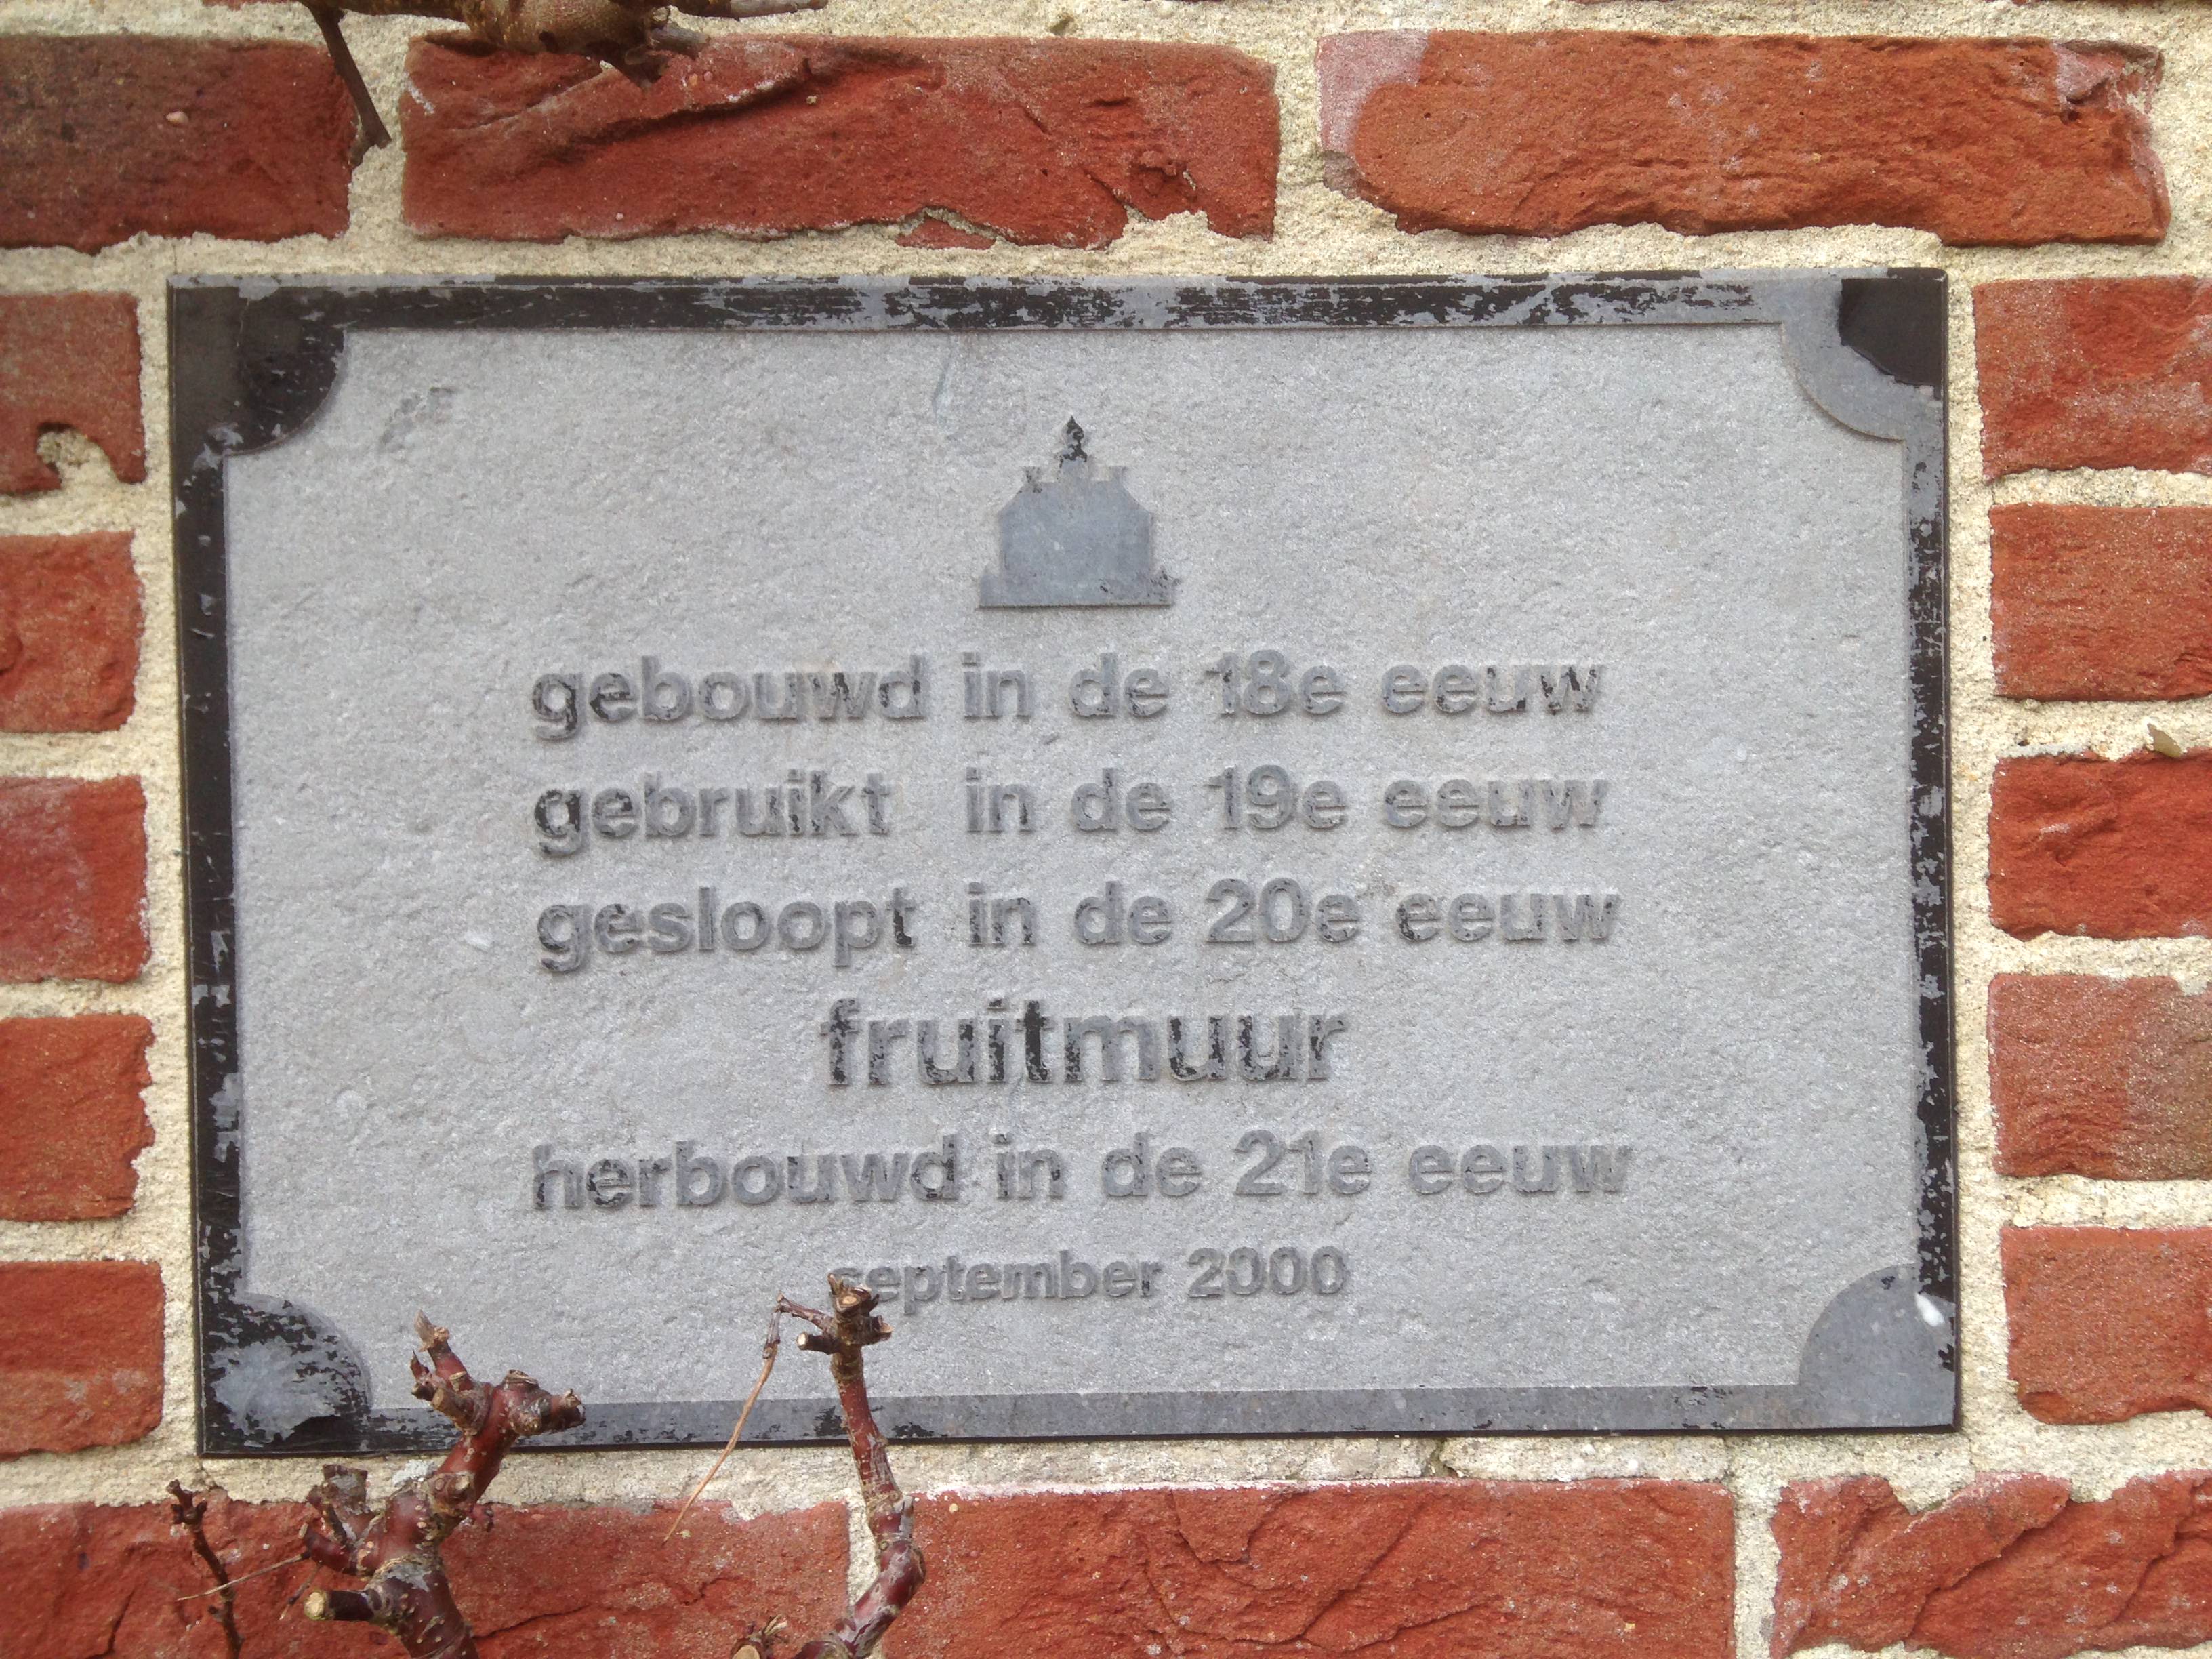 gebouwd in de 18e eeuw
gebruikt in de 19e eeuw
gesloopt in de 20e eeuw
fruitmuur
herbouwd in de 21e eeuw
september 2000